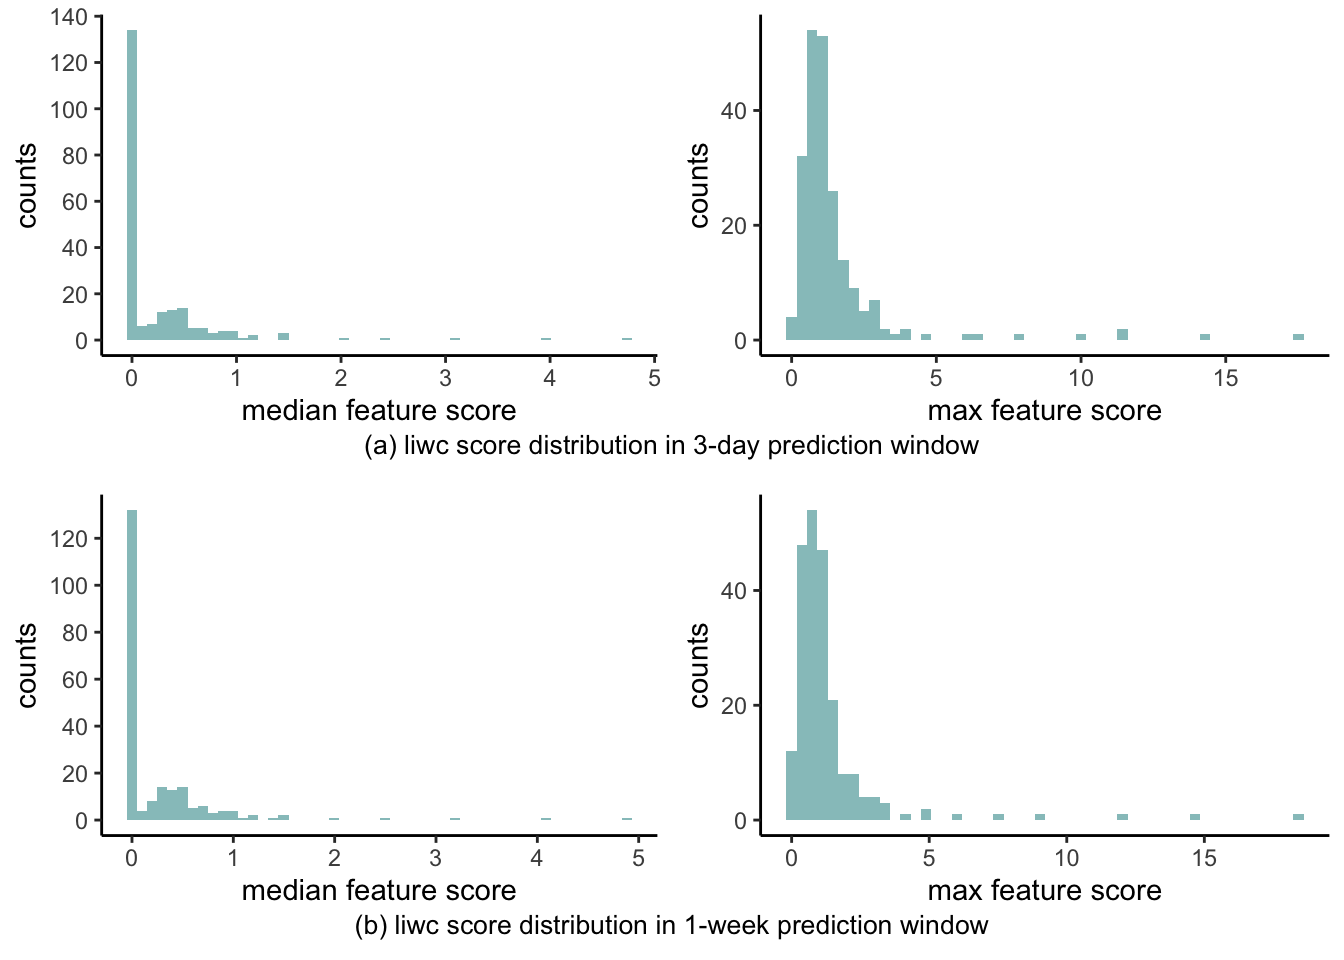 140
120
100
80
60
40
20
0
counts
0 1 2 3 4 5
median feature score
40
20
0
counts
0 5 10 15
max feature score
(a) liwc score distribution in 3-day prediction window
120
100
80
60
40
20
0
counts
0 1 2 3 4 5
median feature score
40
20
0
counts
0 5 10 15
max feature score
(b) liwc score distribution in 1-week prediction window